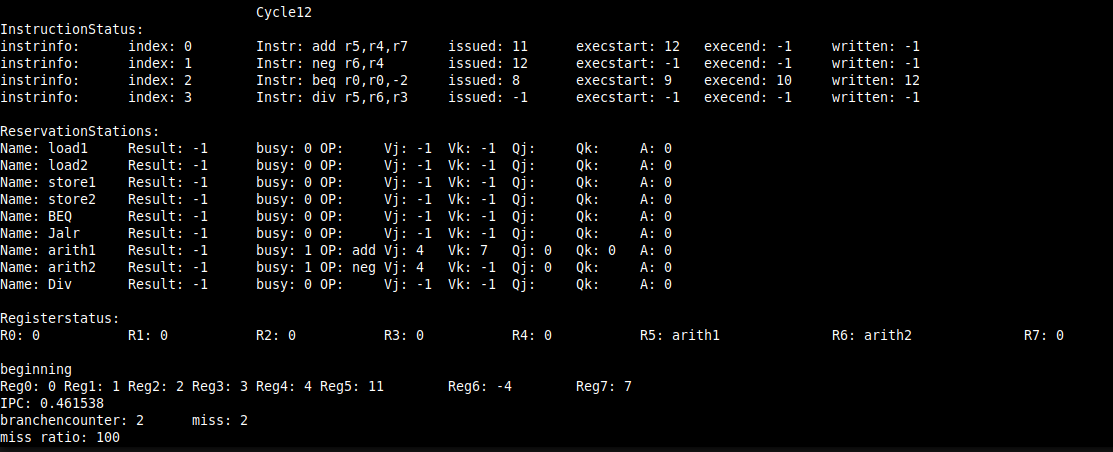 Cycle12
InstructionStatus:
instrinfo: index: 0 Instr: add r5,r4,r7 issued: 11 execstart: 12 execend: -1 written: -1
instrinfo: index: 1 Instr: neg r6,r4 issued: 12 execstart: -1 execend: -1 written: -1
instrinfo: index: 2 Instr: beq r0,r0,-2 issued: 8 execstart: 9 execend: 10 written: 12
instrinfo: index: 3 Instr: div r5,r6,r3 issued: -1 execstart: -1 execend: -1 written: -1
ReservationStations:
Name: load1 Result: -1 busy: 0 OP: Vj: -1 Vk: -1 Qj: Qk: A: 0
Name: load2 Result: -1 busy: 0 OP: Vj: -1 Vk: -1 Qj: Qk: A: 0
Name: store1 Result: -1 busy: 0 OP: Vj: -1 Vk: -1 Qj: Qk: A: 0
Name: store2 Result: -1 busy: 0 OP: Vj: -1 Vk: -1 Qj: Qk: A: 0
Name: BEQ Result: -1 busy: 0 OP: Vj: -1 Vk: -1 Qj: Qk: A: 0
Name: Jalr Result: -1 busy: 0 OP: Vj: -1 Vk: -1 Qj: Qk: A: 0
Name: arith1 Result: -1 busy: 1 OP: add Vj: 4 Vk: 7 Qj: 0 Qk: 0 A: 0
Name: arith2 Result: -1 busy: 1 OP: neg Vj: 4 Vk: -1 Qj: 0 Qk: A: 0
Name: Div Result: -1 busy: 0 OP: Vj: -1 Vk: -1 Qj: Qk: A: 0
Registerstatus:
R0: 0 R1: 0 R2: 0 R3: 0 R4: 0 R5: arith1 R6: arith2 R7: 0
beginning
Reg0: 0 Reg1: 1 Reg2: 2 Reg3: 3 Reg4: 4 Reg5: 11 Reg6: -4 Reg7: 7
IPC: 0.461538
branchencounter: 2 miss: 2
miss ratio: 100